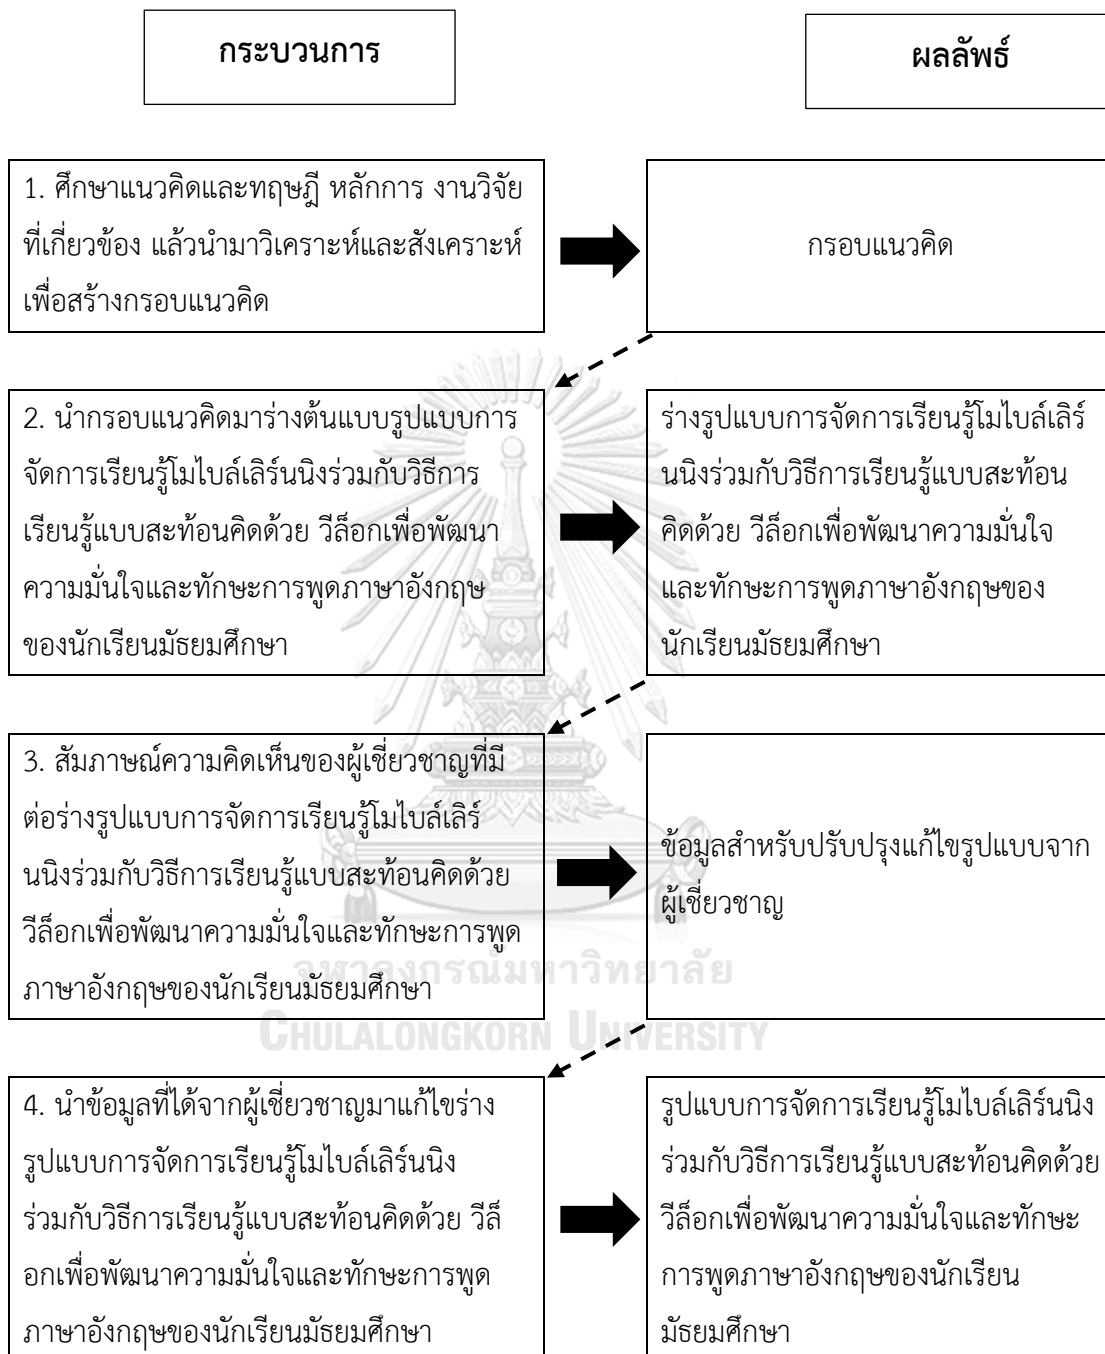 กระบวนการ
ผลลัพธ์
1. ศึกษาแนวคิดและทฤษฎี หลักการ งานวิจัย
ที่เกี่ยวข้อง แล้วนำมาวิเคราะห์และสังเคราะห์
เพื่อสร้างกรอบแนวคิด
กรอบแนวคิด
2. นำกรอบแนวคิดมาร่างต้นแบบรูปแบบการ
จัดการเรียนรู้โมไบล์เลิร์นนิงร่วมกับวิธีการ
เรียนรู้แบบสะท้อนคิดด้วย วีล็อกเพื่อพัฒนา
ความมั่นใจและทักษะการพูดภาษาอังกฤษ
ของนักเรียนมัธยมศึกษา
ร่างรูปแบบการจัดการเรียนรู้โมไบล์เลิร์
นนิงร่วมกับวิธีการเรียนรู้แบบสะท้อน
คิดด้วย วีล็อกเพื่อพัฒนาความมั่นใจ
และทักษะการพูดภาษาอังกฤษของ
นักเรียนมัธยมศึกษา
3. สัมภาษณ์ความคิดเห็นของผู้เชี่ยวชาญที่มี
ต่อร่างรูปแบบการจัดการเรียนรู้โมไบล์เลิร์
นนิงร่วมกับวิธีการเรียนรู้แบบสะท้อนคิดด้วย
วีล็อกเพื่อพัฒนาความมั่นใจและทักษะการพูด
ภาษาอังกฤษของนักเรียนมัธยมศึกษา
ข้อมูลสำหรับปรับปรุงแก้ไขรูปแบบจาก
ผู้เชี่ยวชาญ
จุฬาลงกรณ์มหาวิทยาลัย
CHULALONGKORN UNIVERSITY
4. นำข้อมูลที่ได้จากผู้เชี่ยวชาญมาแก้ไขร่าง
รูปแบบการจัดการเรียนรู้โมไบล์เลิร์นนิง
ร่วมกับวิธีการเรียนรู้แบบสะท้อนคิดด้วย วีล็
อกเพื่อพัฒนาความมั่นใจและทักษะการพูด
ภาษาอังกฤษของนักเรียนมัธยมศึกษา
รูปแบบการจัดการเรียนรู้โมไบล์เลิร์นนิง
ร่วมกับวิธีการเรียนรู้แบบสะท้อนคิดด้วย
วีล็อกเพื่อพัฒนาความมั่นใจและทักษะ
การพูดภาษาอังกฤษของนักเรียน
มัธยมศึกษา